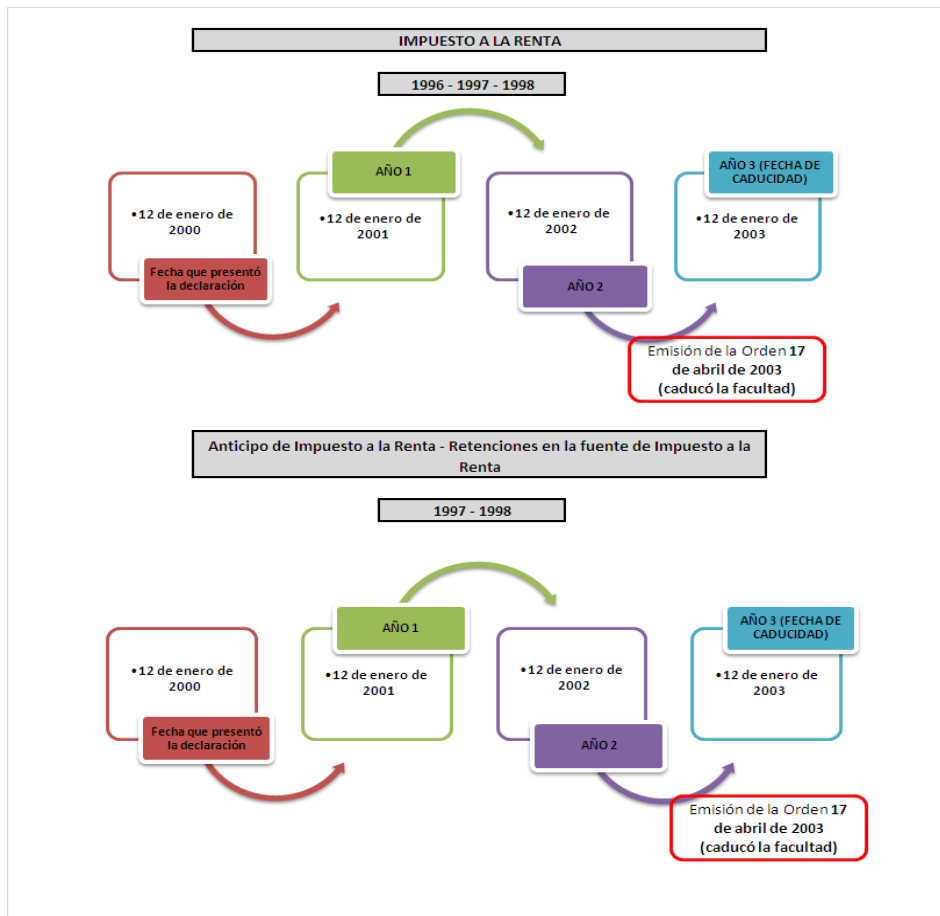 IMPUESTO A LA RENTA
1996 - 1997 - 1998
•12 de enero de
2000
Fecha que presentó
la declaración
AÑO 1
•12 de enero de
2001
•12 de enero de
2002
AÑO 2
AÑO 3 (FECHA DE
CADUCIDAD)
•12 de enero de
2003
Emisión de la Orden 17
de abril de 2003
(caducó la facultad)
Anticipo de Impuesto a la Renta - Retenciones en la fuente de Impuesto a la
Renta
1997 - 1998
•12 de enero de
2000
Fecha que presentó
la declaración
AÑO 1
•12 de enero de
2001
•12 de enero de
2002
AÑO 2
AÑO 3 (FECHA DE
CADUCIDAD)
•12 de enero de
2003
Emisión de la Orden 17
de abril de 2003
(caducó la facultad)